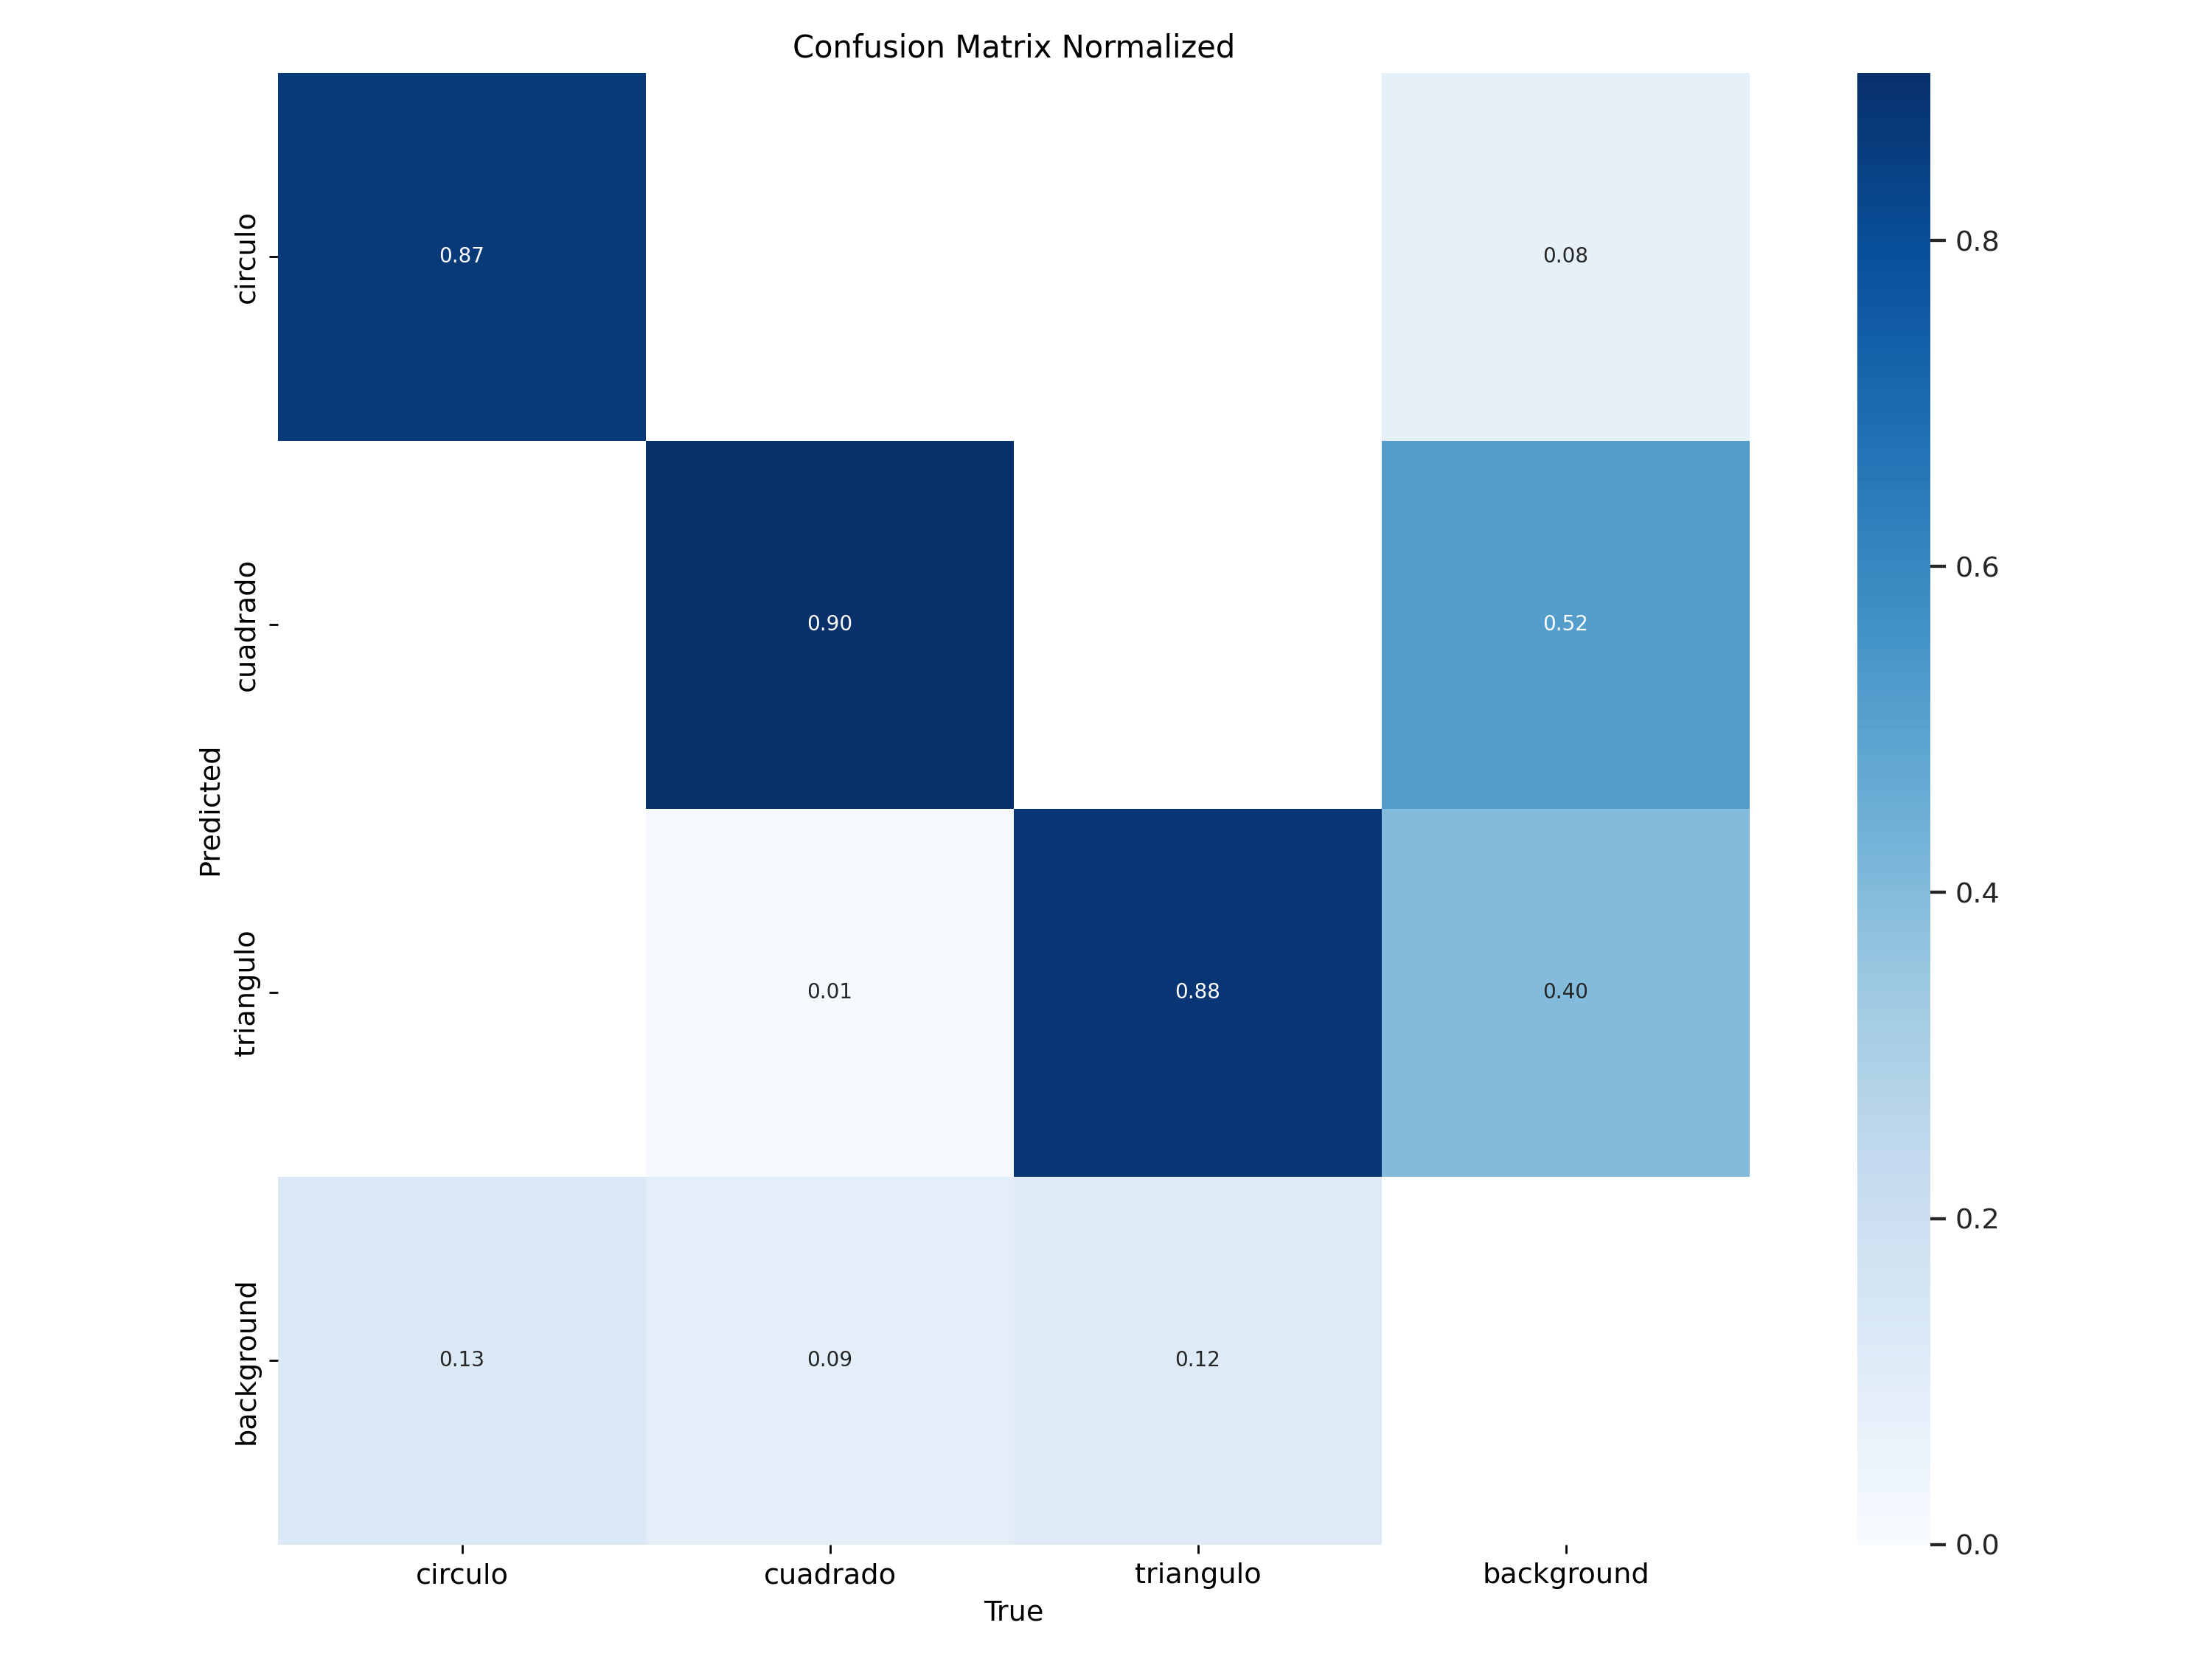 Confusion Matrix Normalized
circulo
0.87
0.08
0.8
cuadrado
0.90
0.52
0.6
Predicted
triangulo
0.01
0.88
0.40
0.4
background
0.13
0.09
0.12
0.2
0.0
circulo
cuadrado
triangulo
background
True